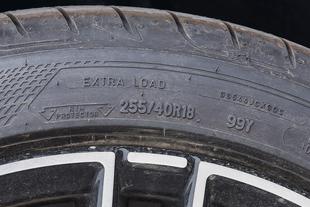 EXTRA LOAD
RIM
PROTECTOR
255/40R18
99Y